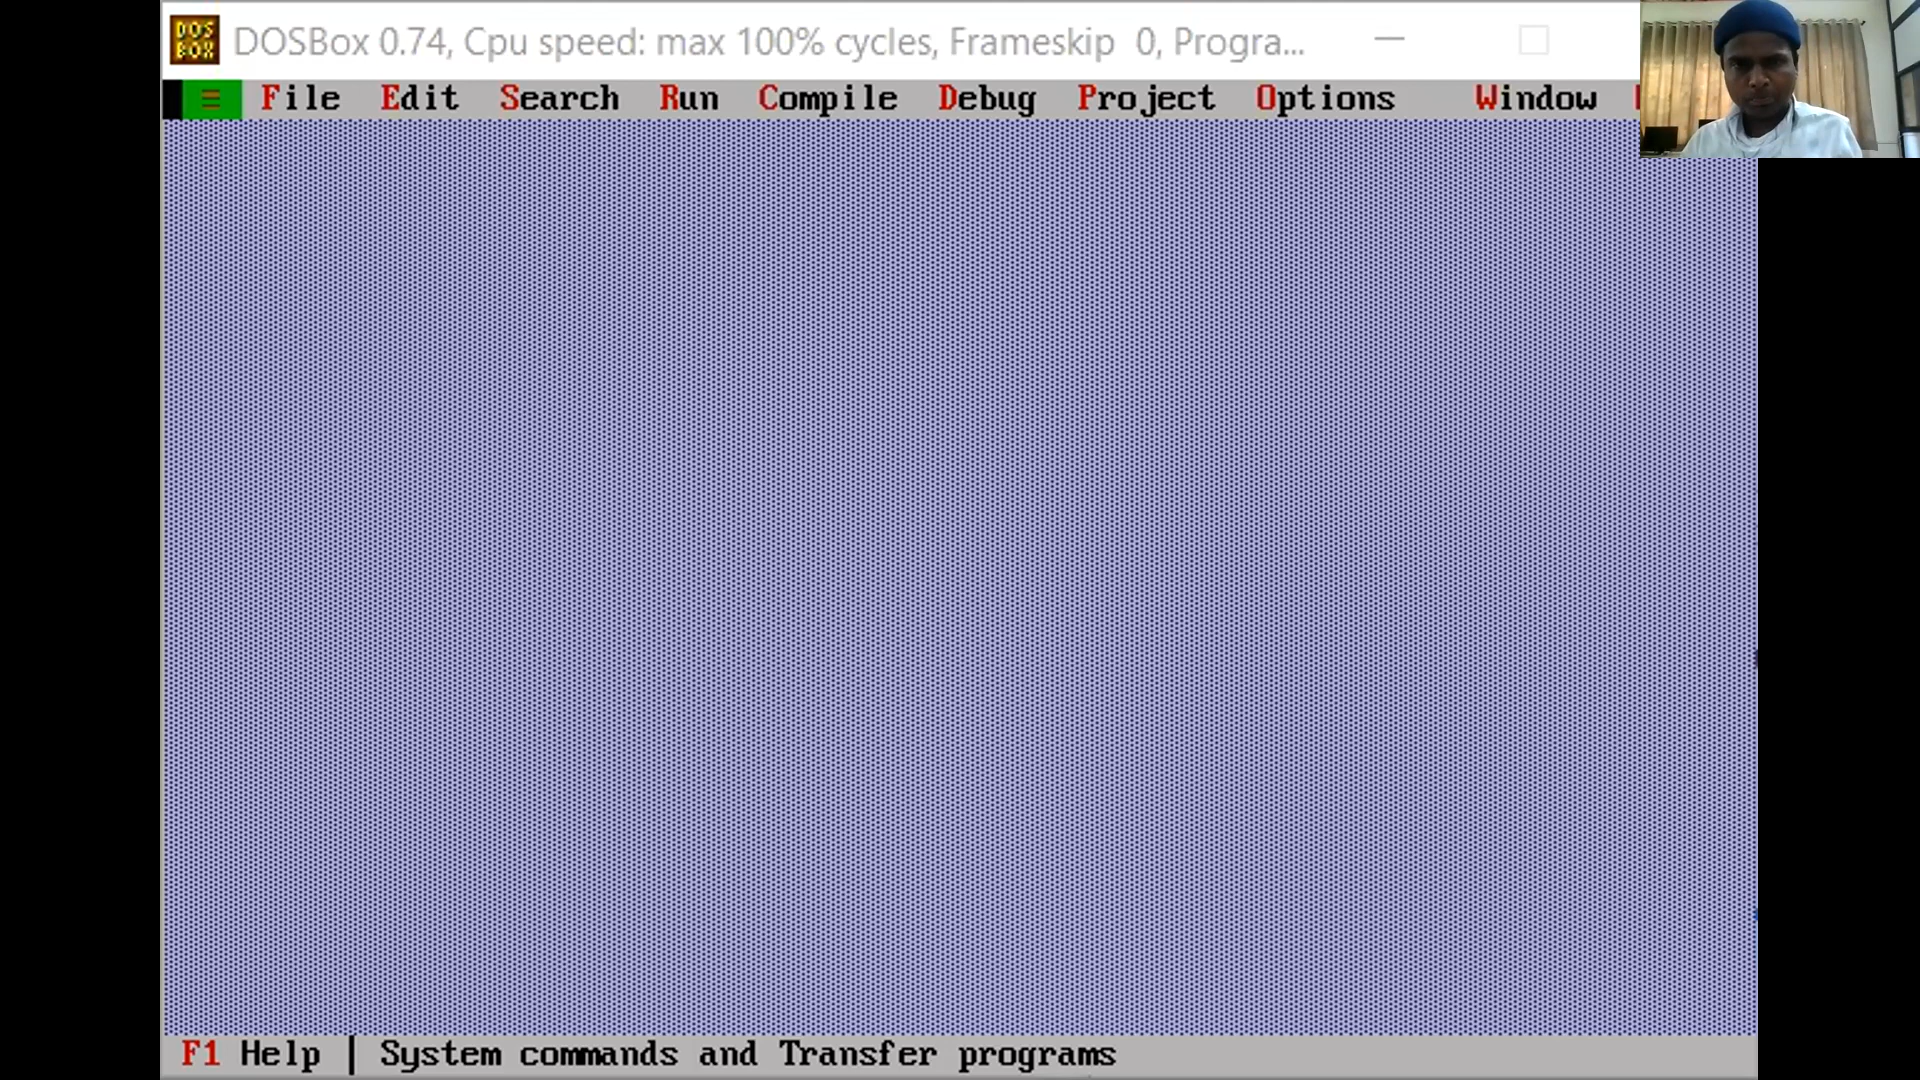 DOS BOX
DOSBox 0.74, Cpu speed: max 100% cycles, Frameskip 0, Progra...
≡ File Edit Search Run Compile Debug Project Options Window
F1 Help | System commands and Transfer programs